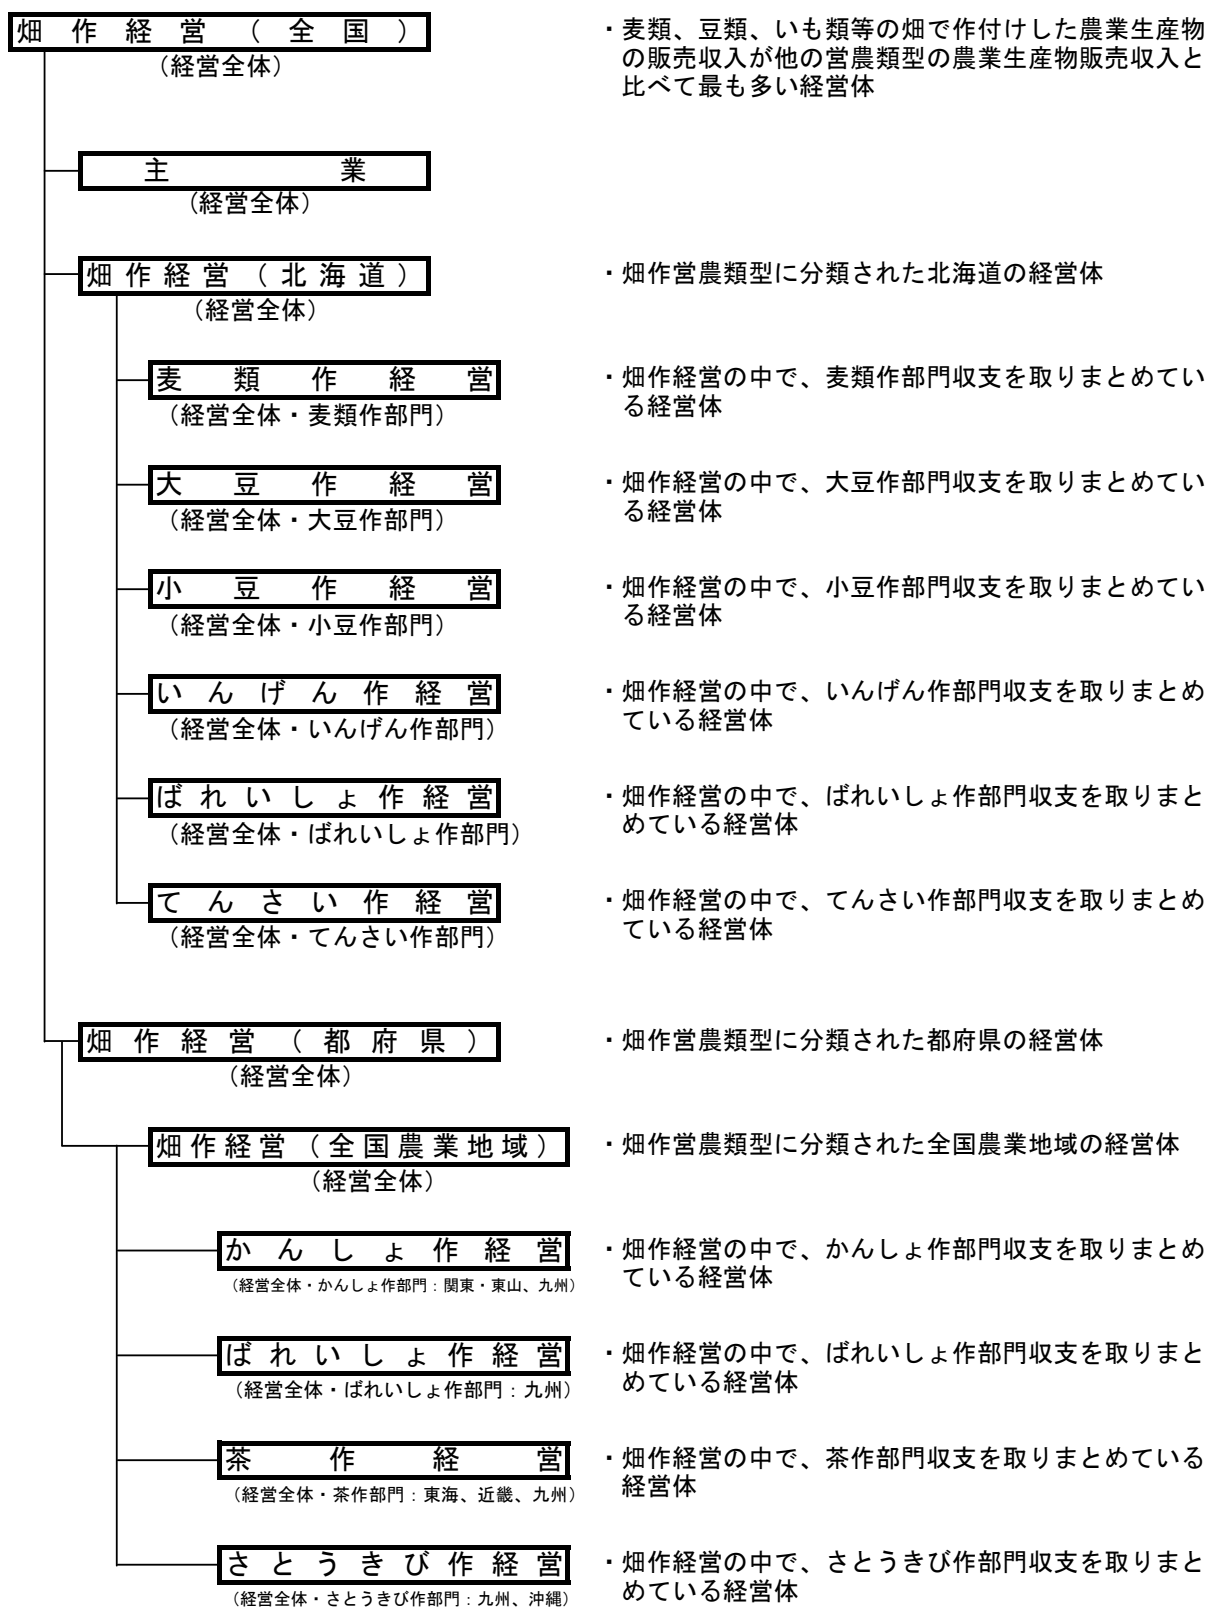 畑作経営（全国）
（経営全体）
・麦類、豆類、いも類等の畑で作付けした農業生産物
の販売収入が他の営農類型の農業生産物販売収入と
比べて最も多い経営体
主業
（経営全体）
畑作経営（北海道）
（経営全体）
・畑作営農類型に分類された北海道の経営体
麦類作経営
（経営全体・麦類作部門）
・畑作経営の中で、麦類作部門収支を取りまとめてい
る経営体
大豆作経営
（経営全体・大豆作部門）
・畑作経営の中で、大豆作部門収支を取りまとめてい
る経営体
小豆作経営
（経営全体・小豆作部門）
・畑作経営の中で、小豆作部門収支を取りまとめてい
る経営体
いんげん作経営
（経営全体・いんげん作部門）
・畑作経営の中で、いんげん作部門収支を取りまとめ
ている経営体
ばれいしょ作経営
（経営全体・ばれいしょ作部門）
・畑作経営の中で、ばれいしょ作部門収支を取りまと
めている経営体
てんさい作経営
（経営全体・てんさい作部門）
・畑作経営の中で、てんさい作部門収支を取りまとめ
ている経営体
畑作経営（都府県）
（経営全体）
・畑作営農類型に分類された都府県の経営体
畑作経営（全国農業地域）
（経営全体）
・畑作営農類型に分類された全国農業地域の経営体
かんしょ作経営
（経営全体・かんしょ作部門：関東・東山、九州）
・畑作経営の中で、かんしょ作部門収支を取りまとめ
ている経営体
ばれいしょ作経営
（経営全体・ばれいしょ作部門：九州）
・畑作経営の中で、ばれいしょ作部門収支を取りまと
めている経営体
茶作経営
（経営全体・茶作部門：東海、近畿、九州）
・畑作経営の中で、茶作部門収支を取りまとめている
経営体
さとうきび作経営
（経営全体・さとうきび作部門：九州、沖縄）
・畑作経営の中で、さとうきび作部門収支を取りまと
めている経営体